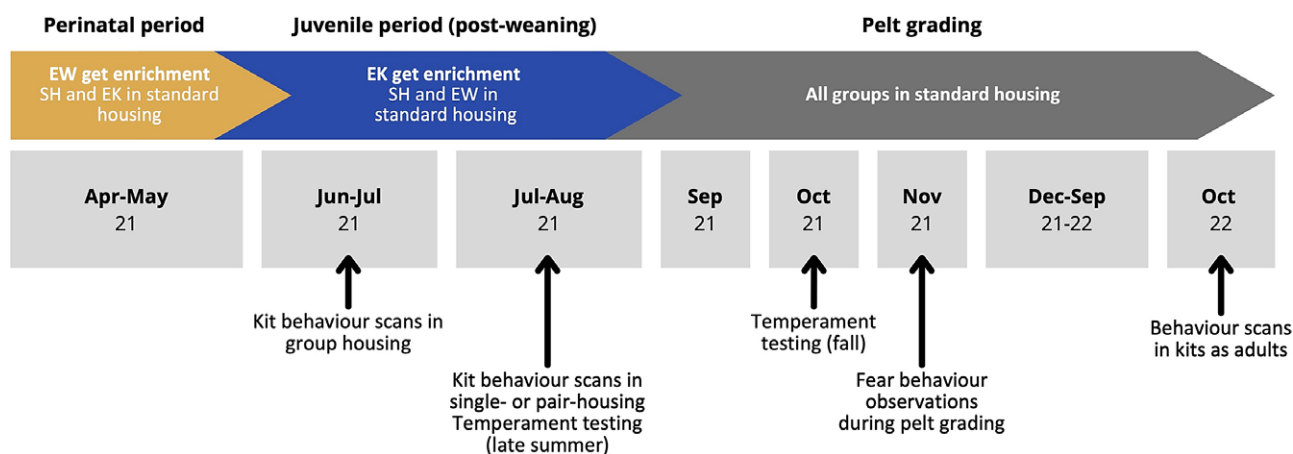 Perinatal period
Juvenile period (post-weaning)
Pelt grading
EW get enrichment
SH and EK in standard
housing
EK get enrichment
SH and EW in
standard housing
All groups in standard housing
Apr-May
21
Jun-Jul
21
Jul-Aug
21
Sep
21
Oct
21
Nov
21
Dec-Sep
21-22
Oct
22
Kit behaviour scans in
group housing
Kit behaviour scans in
single- or pair-housing
Temperament testing
(late summer)
Temperament
testing (fall)
Fear behaviour
observations
during pelt grading
Behaviour scans
in kits as adults